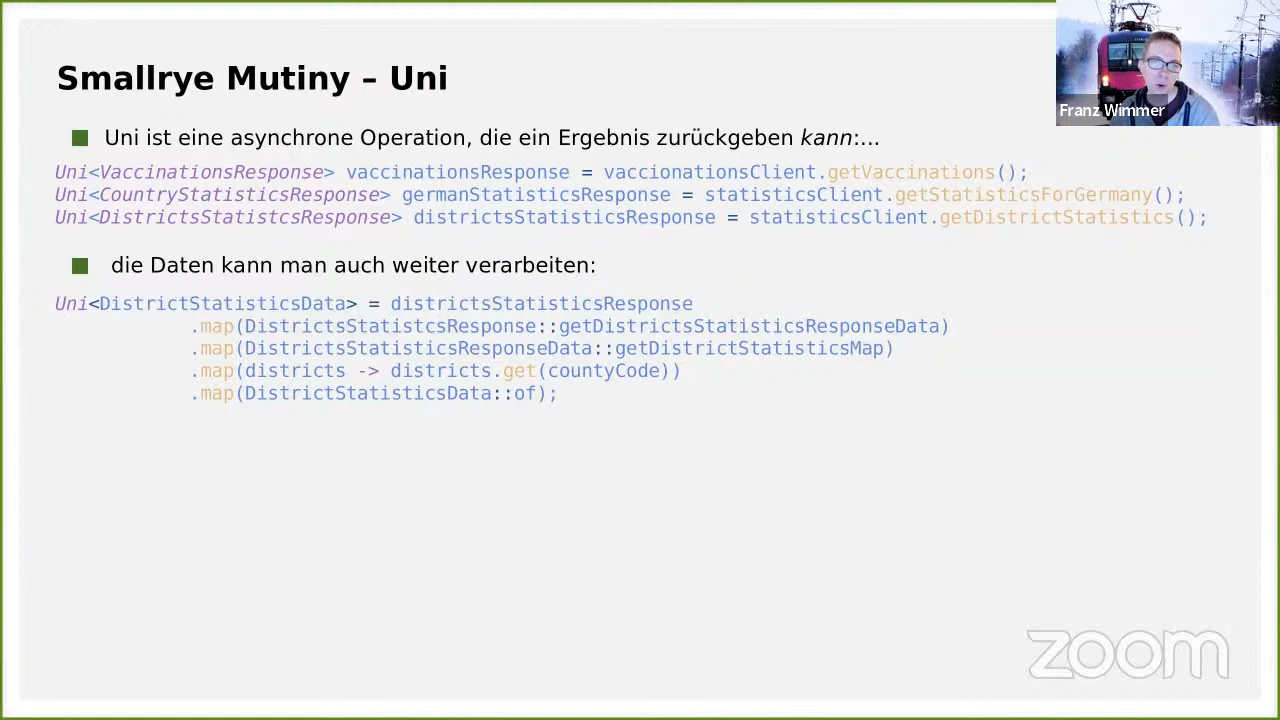 Smallrye Mutiny – Uni
Franz Wimmer
Uni ist eine asynchrone Operation, die ein Ergebnis zurückgeben kann:...
Uni<VaccinationsResponse> vaccinationsResponse = vaccionationsClient.getVaccinations();
Uni<CountryStatisticsResponse> germanStatisticsResponse = statisticsClient.getStatisticsForGermany();
Uni<DistrictsStatistcsResponse> districtsStatisticsResponse = statisticsClient.getDistrictStatistics();
die Daten kann man auch weiter verarbeiten:
Uni<DistrictStatisticsData> = districtsStatisticsResponse
.map(DistrictsStatistcsResponse::getDistrictsStatisticsResponseData)
.map(DistrictsStatisticsResponseData::getDistrictStatisticsMap)
.map(districts -> districts.get(countyCode))
.map(DistrictStatisticsData::of);
zoom